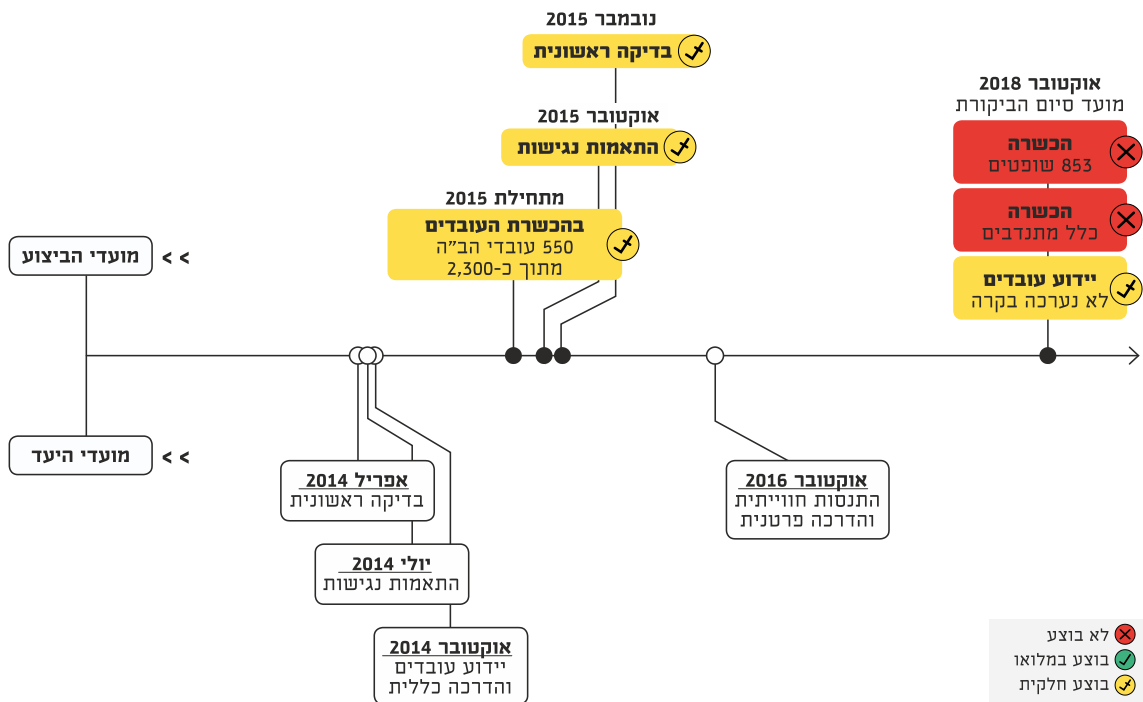 נובמבר 2015
בדיקה ראשונית
אוקטובר 2015
התאמות נגישות
מתחילת 2015
בהכשרת העובדים
550 עובדי הב"ה
מתוך כ-2,300
אוקטובר 2018
מועד סיום הביקורת
הכשרה
853 שופטים
הכשרה
כלל מתנדבים
יידוע עובדים
לא נערכה בקרה
מועדי הביצוע >>
מועדי היעד >>
אפריל 2014
בדיקה ראשונית
יולי 2014
התאמות נגישות
אוקטובר 2014
יידוע עובדים
והדרכה כללית
אוקטובר 2016
התנסות חווייתית
והדרכה פרטנית
לא בוצע
בוצע במלואו
בוצע חלקית